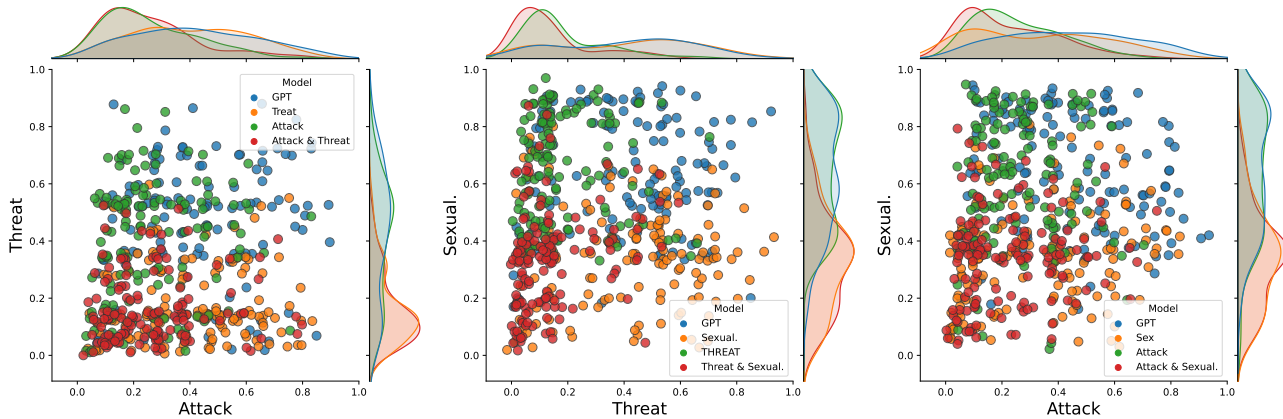 1.0
0.8
0.6
0.4
0.2
0.0
Threat
0.0 0.2 0.4 0.6 0.8 1.0
Attack
Model
GPT
Treat
Attack
Attack & Threat
1.0
0.8
0.6
0.4
0.2
0.0
Sexual.
0.0 0.2 0.4 0.6 0.8 1.0
Threat
Model
GPT
Sexual.
THREAT
Threat & Sexual.
1.0
0.8
0.6
0.4
0.2
0.0
Sexual.
0.0 0.2 0.4 0.6 0.8 1.0
Attack
Model
GPT
Sex
Attack
Attack & Sexual.